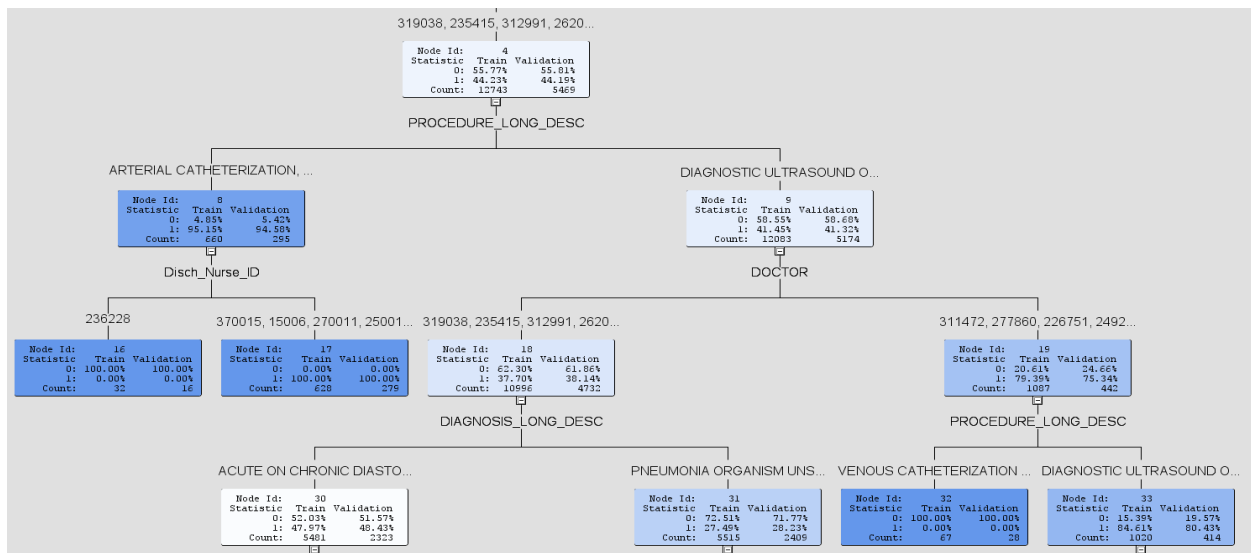 319038, 235415, 312991, 2620...
Node Id: 4
Statistic Train Validation
0: 55.77% 55.81%
1: 44.23% 44.19%
Count: 12743 5469
PROCEDURE_LONG_DESC
ARTERIAL CATHETERIZATION, ...
DIAGNOSTIC ULTRASOUND O...
Node Id: 8
Statistic Train Validation
0: 4.85% 5.42%
1: 95.15% 94.58%
Count: 660 295
Node Id: 9
Statistic Train Validation
0: 58.55% 58.68%
1: 41.45% 41.32%
Count: 12083 5174
Disch_Nurse_ID
DOCTOR
236228
370015, 15006, 270011, 25001...
319038, 235415, 312991, 2620...
311472, 277860, 226751, 2492...
Node Id: 16
Statistic Train Validation
0: 100.00% 100.00%
1: 0.00% 0.00%
Count: 32 16
Node Id: 17
Statistic Train Validation
0: 0.00% 0.00%
1: 100.00% 100.00%
Count: 628 279
Node Id: 18
Statistic Train Validation
0: 62.30% 61.86%
1: 37.70% 38.14%
Count: 10996 4732
Node Id: 19
Statistic Train Validation
0: 20.61% 24.66%
1: 79.39% 75.34%
Count: 1087 442
DIAGNOSIS_LONG_DESC
PROCEDURE_LONG_DESC
ACUTE ON CHRONIC DIASTO...
PNEUMONIA ORGANISM UNS...
VENOUS CATHETERIZATION ...
DIAGNOSTIC ULTRASOUND O...
Node Id: 30
Statistic Train Validation
0: 52.03% 51.57%
1: 47.97% 48.43%
Count: 5481 2323
Node Id: 31
Statistic Train Validation
0: 72.51% 71.77%
1: 27.49% 28.23%
Count: 5515 2409
Node Id: 32
Statistic Train Validation
0: 100.00% 100.00%
1: 0.00% 0.00%
Count: 67 28
Node Id: 33
Statistic Train Validation
0: 15.39% 19.57%
1: 84.61% 80.43%
Count: 1020 414